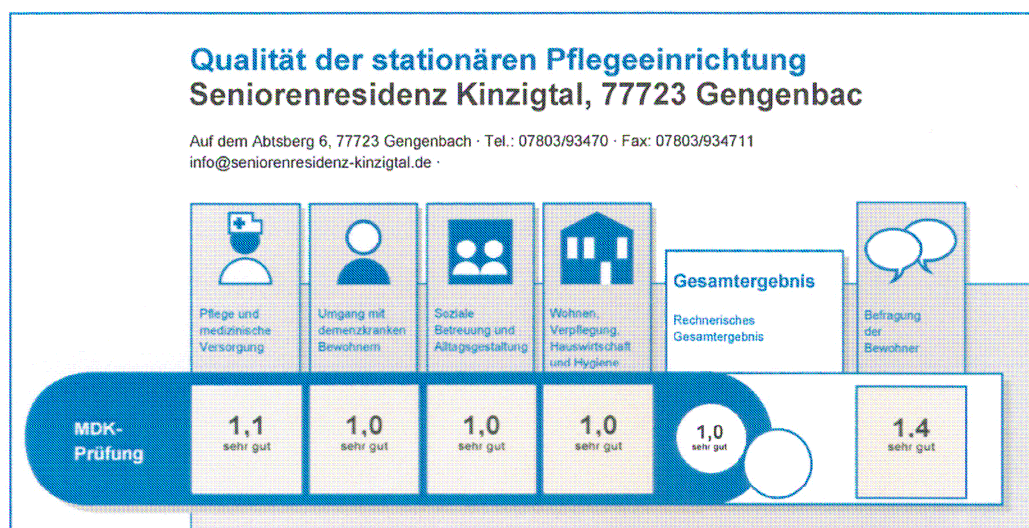 Qualität der stationären Pflegeeinrichtung
Seniorenresidenz Kinzigtal, 77723 Gengenbac
Auf dem Abtsberg 6, 77723 Gengenbach · Tel.: 07803/93470 · Fax: 07803/934711
info@seniorenresidenz-kinzigtal.de ·
Pflege und
medizinische
Versorgung
Umgang mit
demenzkranken
Bewohnern
Soziale
Betreuung und
Alltagsgestaltung
Wohnen,
Verpflegung,
Hauswirtschaft
und Hygiene
Gesamtergebnis
Rechnerisches
Gesamtergebnis
Befragung
der
Bewohner
MDK-
Prüfung
1,1
sehr gut
1,0
sehr gut
1,0
sehr gut
1,0
sehr gut
1,0
sehr gut
1.4
sehr gut